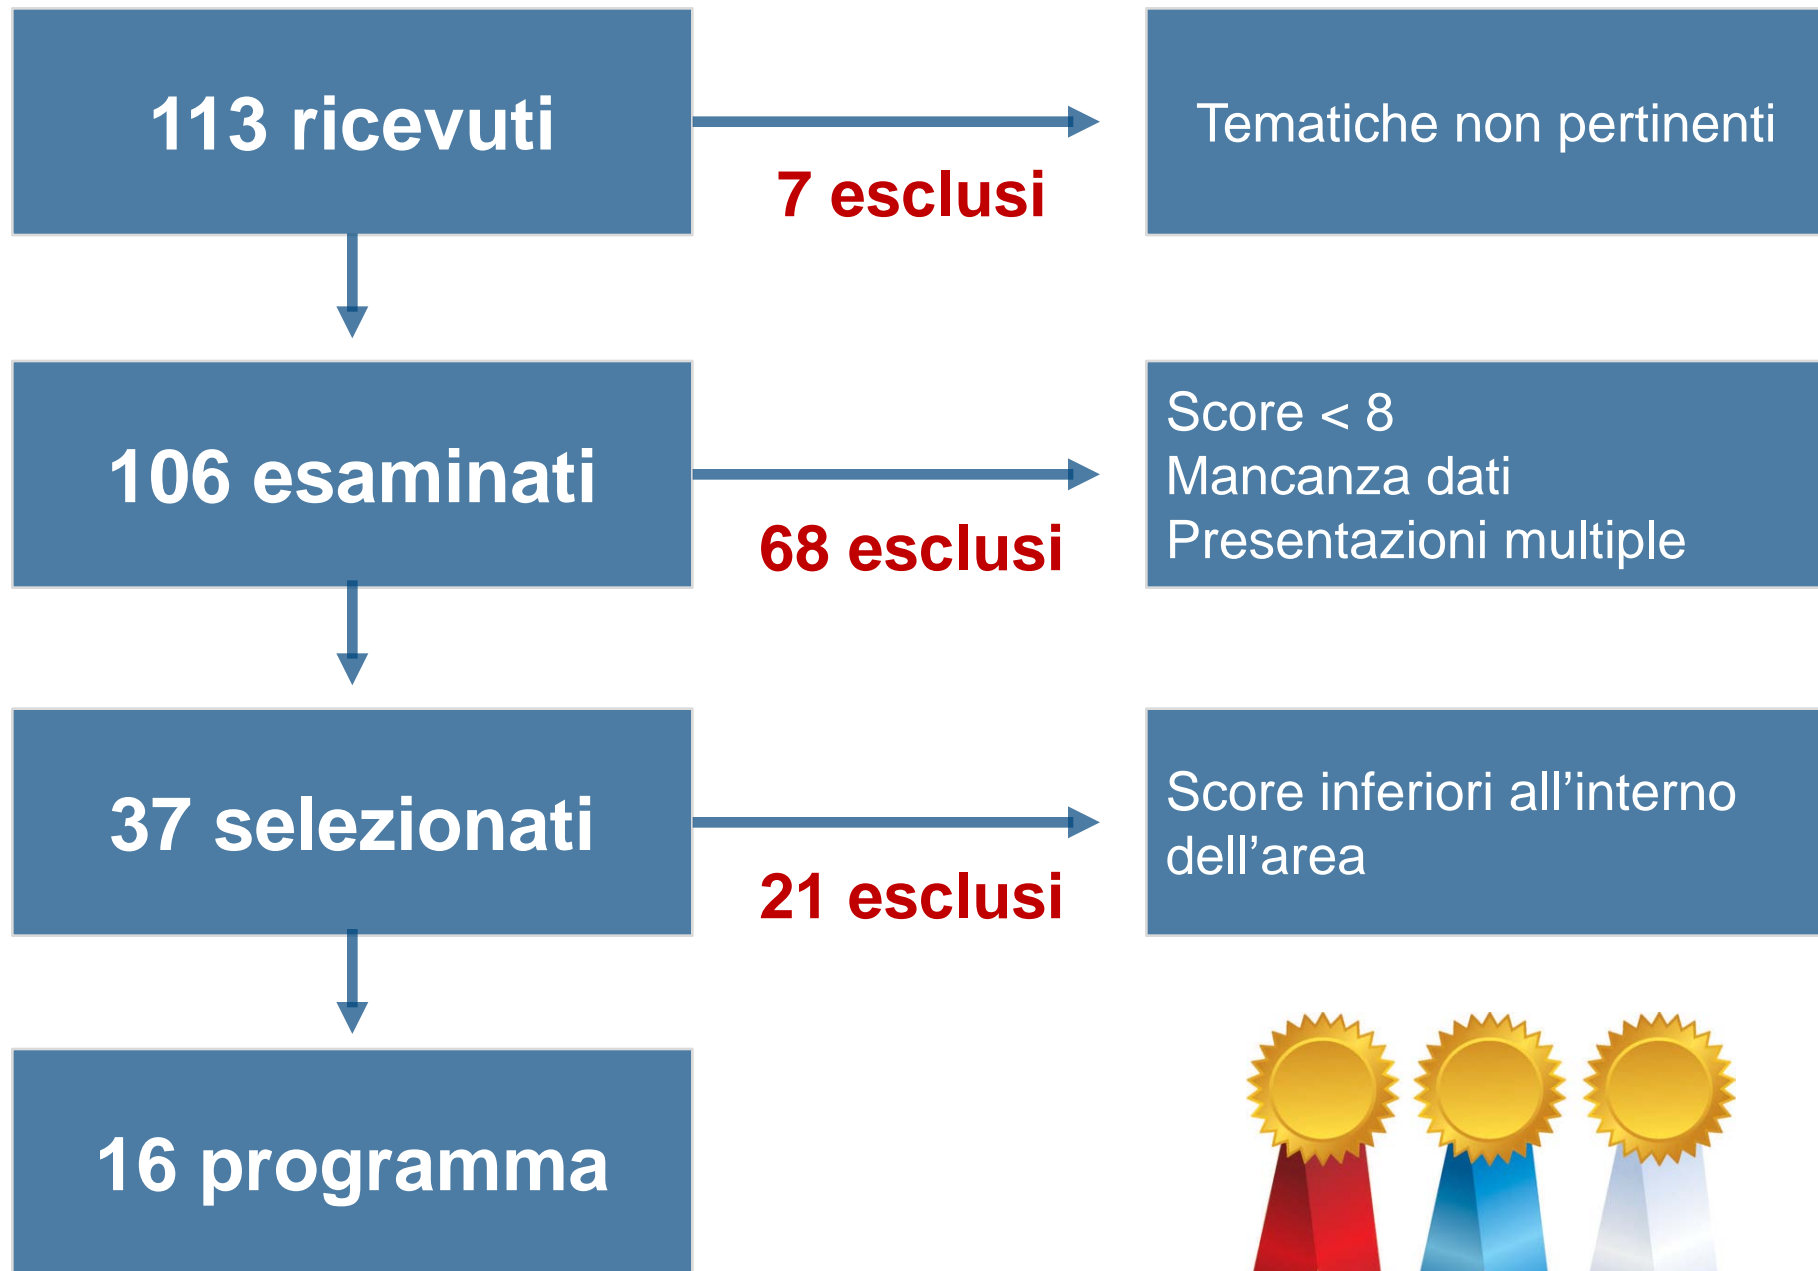 113 ricevuti
Tematiche non pertinenti
7 esclusi
106 esaminati
Score < 8
Mancanza dati
Presentazioni multiple
68 esclusi
37 selezionati
Score inferiori all’interno
dell’area
21 esclusi
16 programma